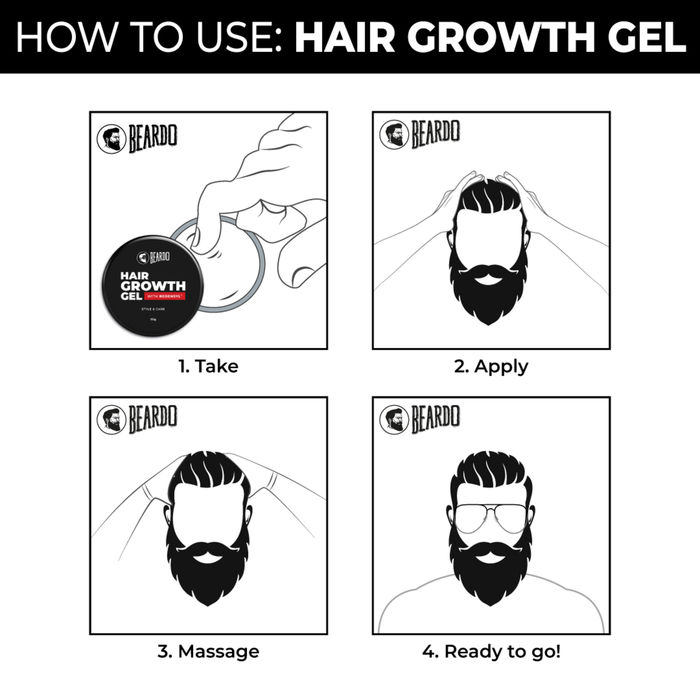 HOW TO USE: HAIR GROWTH GEL
BEARDO
BEARDO
HAIR
GROWTH
GEL WITH REDENSYL
STYLE & CARE
1. Take
BEARDO
2. Apply
BEARDO
3. Massage
BEARDO
4. Ready to go!